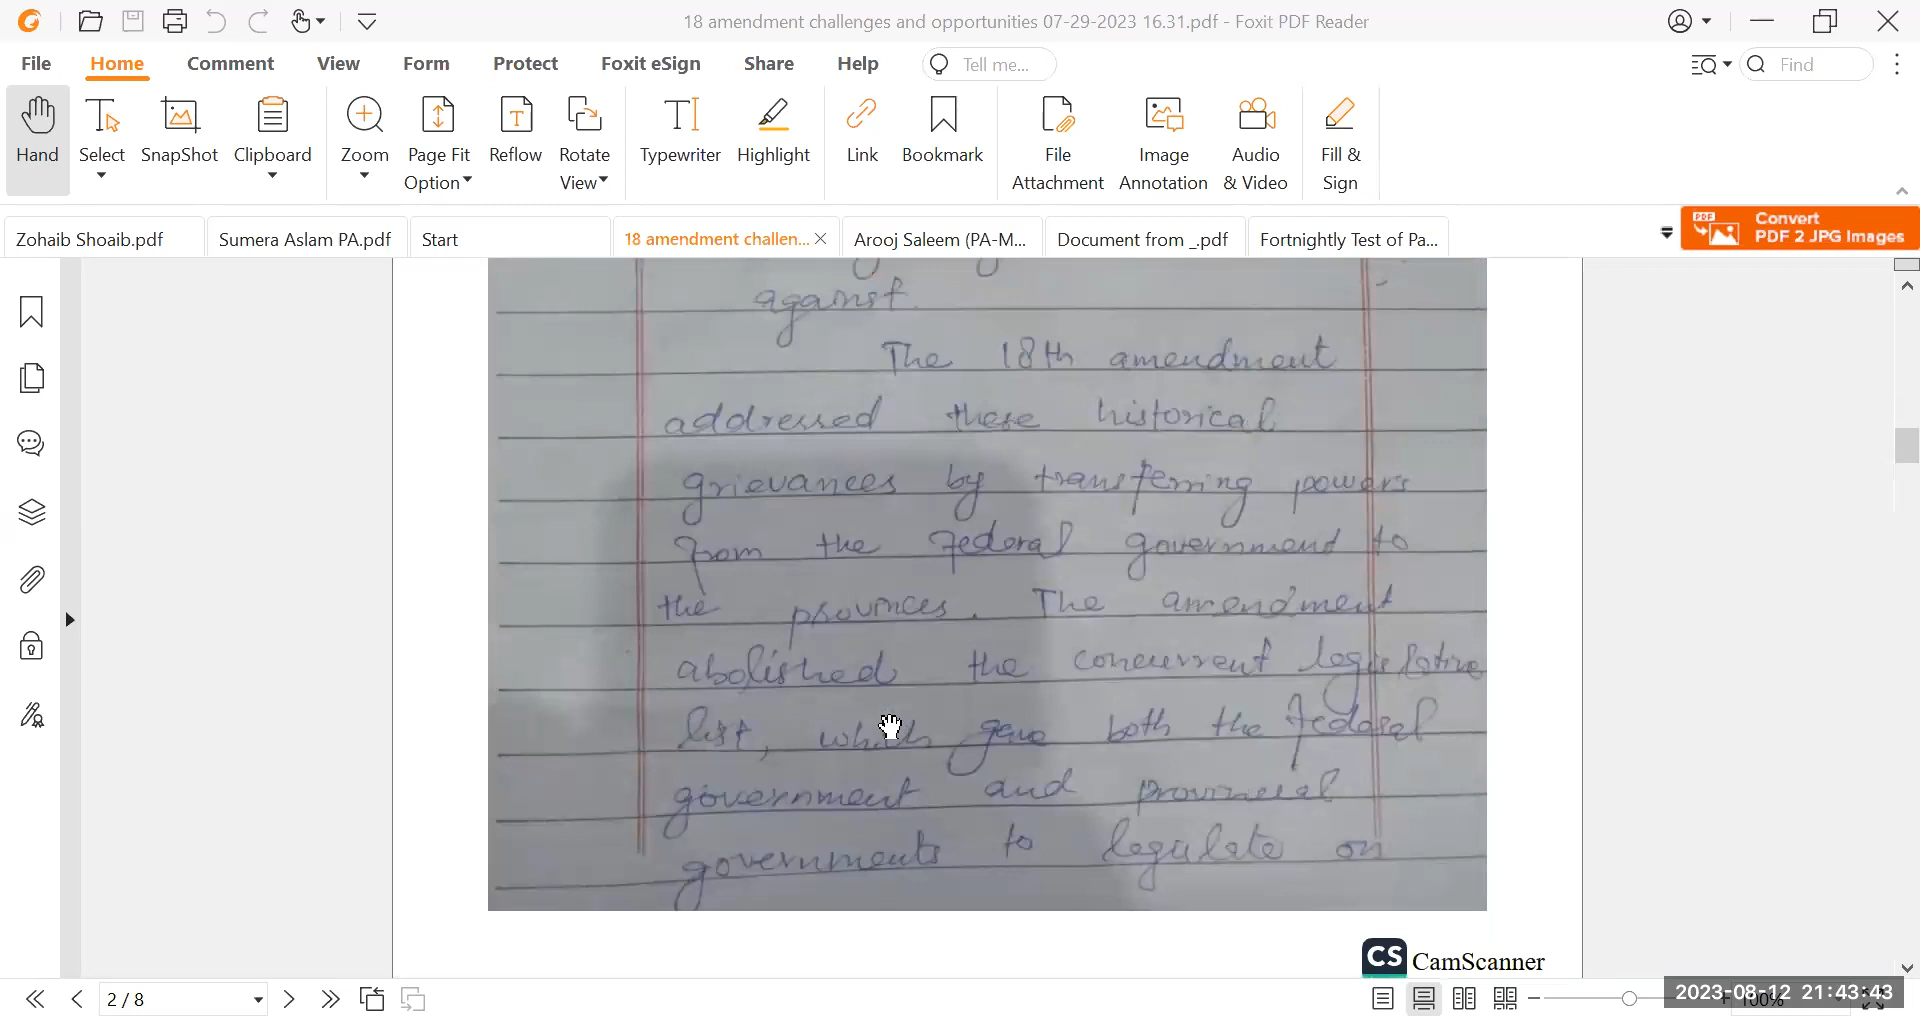 18 amendment challenges and opportunities 07-29-2023 16.31.pdf - Foxit PDF Reader
File Home Comment View Form Protect Foxit eSign Share Help Tell me... Find
Hand Select SnapShot Clipboard Zoom Page Fit Option Reflow Rotate View Typewriter Highlight Link Bookmark File Attachment Image Annotation Audio & Video Fill & Sign
Zohaib Shoaib.pdf Sumera Aslam PA.pdf Start 18 amendment challen... Arooj Saleem (PA-M... Document from _.pdf Fortnightly Test of Pa...
PDF Convert
PDF 2 JPG Images
against.
The 18th amendment
addressed these historical
grievances by transferring powers
from the federal government to
the provinces. The amendment
abolished the concurrent legislative
list, which gave both the federal
government and provincial
governments to legulate on
CS CamScanner
2 / 8
2023-08-12 21:43:43
100%